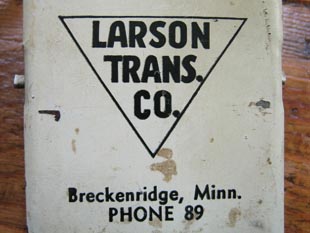 LARSON
TRANS.
CO.
Breckenridge, Minn.
PHONE 89